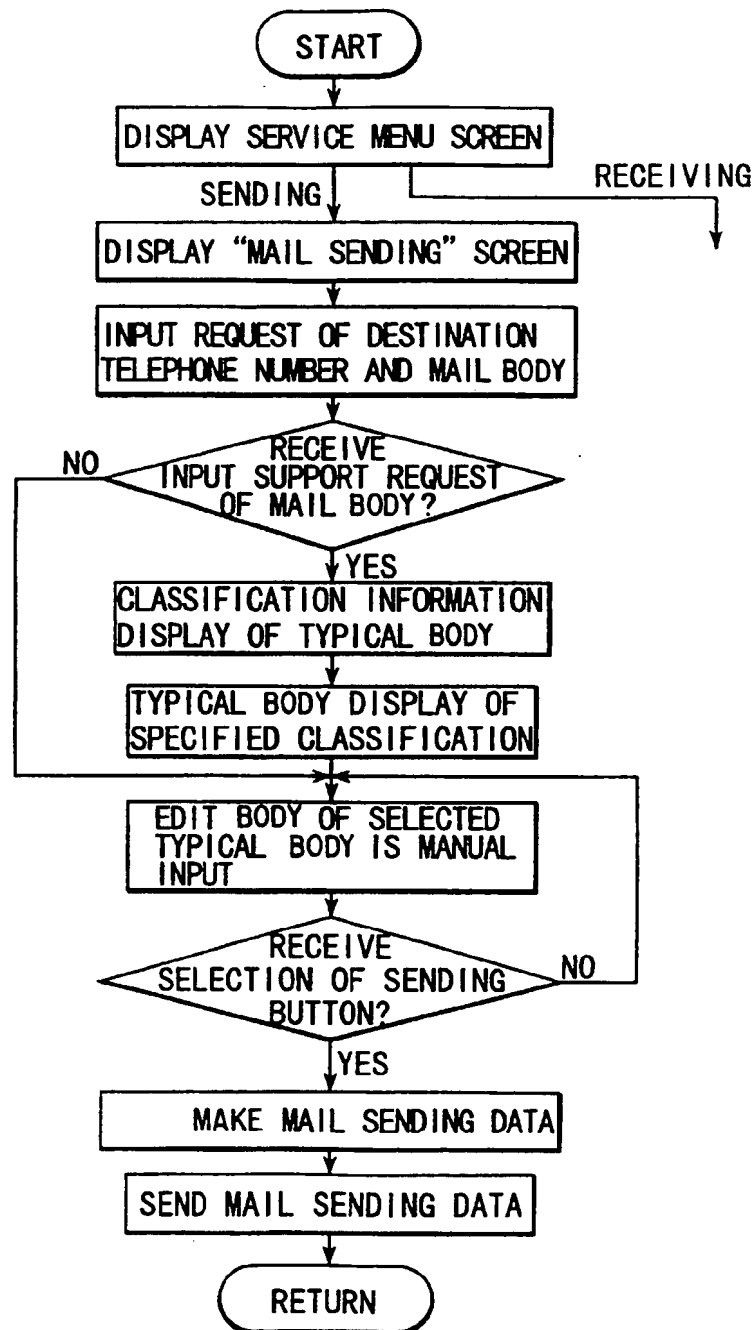 START
DISPLAY SERVICE MENU SCREEN
RECEIVING
SENDING
DISPLAY “MAIL SENDING” SCREEN
INPUT REQUEST OF DESTINATION
TELEPHONE NUMBER AND MAIL BODY
RECEIVE
NO
INPUT SUPPORT REQUEST
OF MAIL BODY?
YES
CLASSIFICATION INFORMATION
DISPLAY OF TYPICAL BODY
TYPICAL BODY DISPLAY OF
SPECIFIED CLASSIFICATION
EDIT BODY OF SELECTED
TYPICAL BODY IS MANUAL
INPUT
RECEIVE
SELECTION OF SENDING
NO
BUTTON?
YES
MAKE MAIL SENDING DATA
SEND MAIL SENDING DATA
RETURN